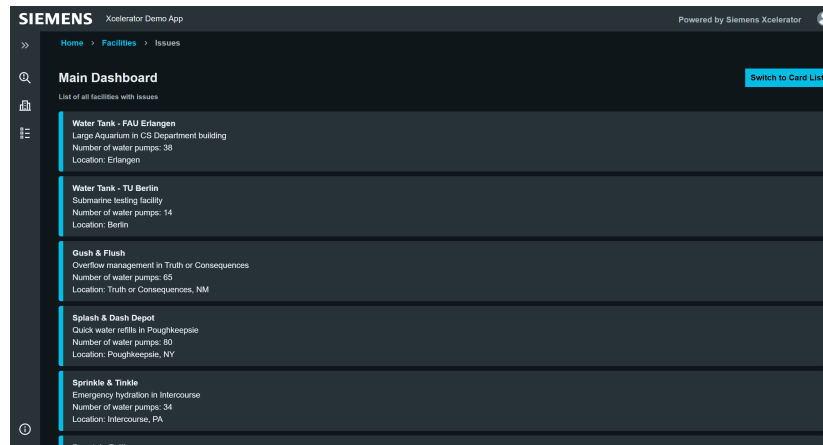 SIEMENS Xcelerator Demo App Powered by Siemens Xcelerator
Home > Facilities > Issues
Main Dashboard
Switch to Card List
List of all facilities with issues
Water Tank - FAU Erlangen
Large Aquarium in CS Department building
Number of water pumps: 38
Location: Erlangen
Water Tank - TU Berlin
Submarine testing facility
Number of water pumps: 14
Location: Berlin
Gush & Flush
Overflow management in Truth or Consequences
Number of water pumps: 65
Location: Truth or Consequences, NM
Splash & Dash Depot
Quick water refills in Poughkeepsie
Number of water pumps: 80
Location: Poughkeepsie, NY
Sprinkle & Tinkle
Emergency hydration in Intercourse
Number of water pumps: 34
Location: Intercourse, PA